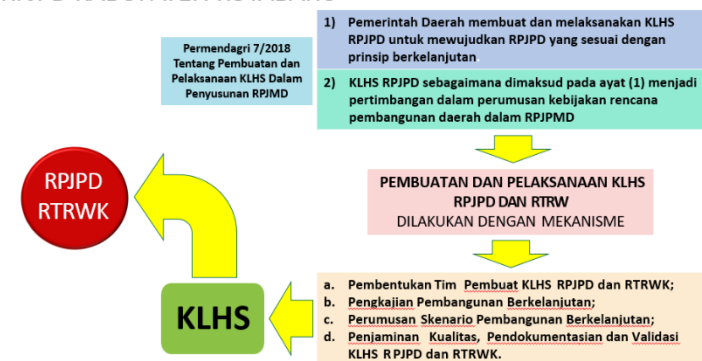 Permendagri 7/2018
Tentang Pembuatan dan
Pelaksanaan KLHS Dalam
Penyusunan RPJMD
1) Pemerintah Daerah membuat dan melaksanakan KLHS
RPJPD untuk mewujudkan RPJPD yang sesuai dengan
prinsip berkelanjutan.
2) KLHS RPJPD sebagaimana dimaksud pada ayat (1) menjadi
pertimbangan dalam perumusan kebijakan rencana
pembangunan daerah dalam RPJPMD
PEMBUATAN DAN PELAKSANAAN KLHS
RPJPD DAN RTRW
DILAKUKAN DENGAN MEKANISME
RPJPD
RTRWK
KLHS
a. Pembentukan Tim Pembuat KLHS RPJPD dan RTRWK;
b. Pengkajian Pembangunan Berkelanjutan;
c. Perumusan Skenario Pembangunan Berkelanjutan;
d. Penjaminan Kualitas, Pendokumentasian dan Validasi
KLHS RPJPD dan RTRWK.